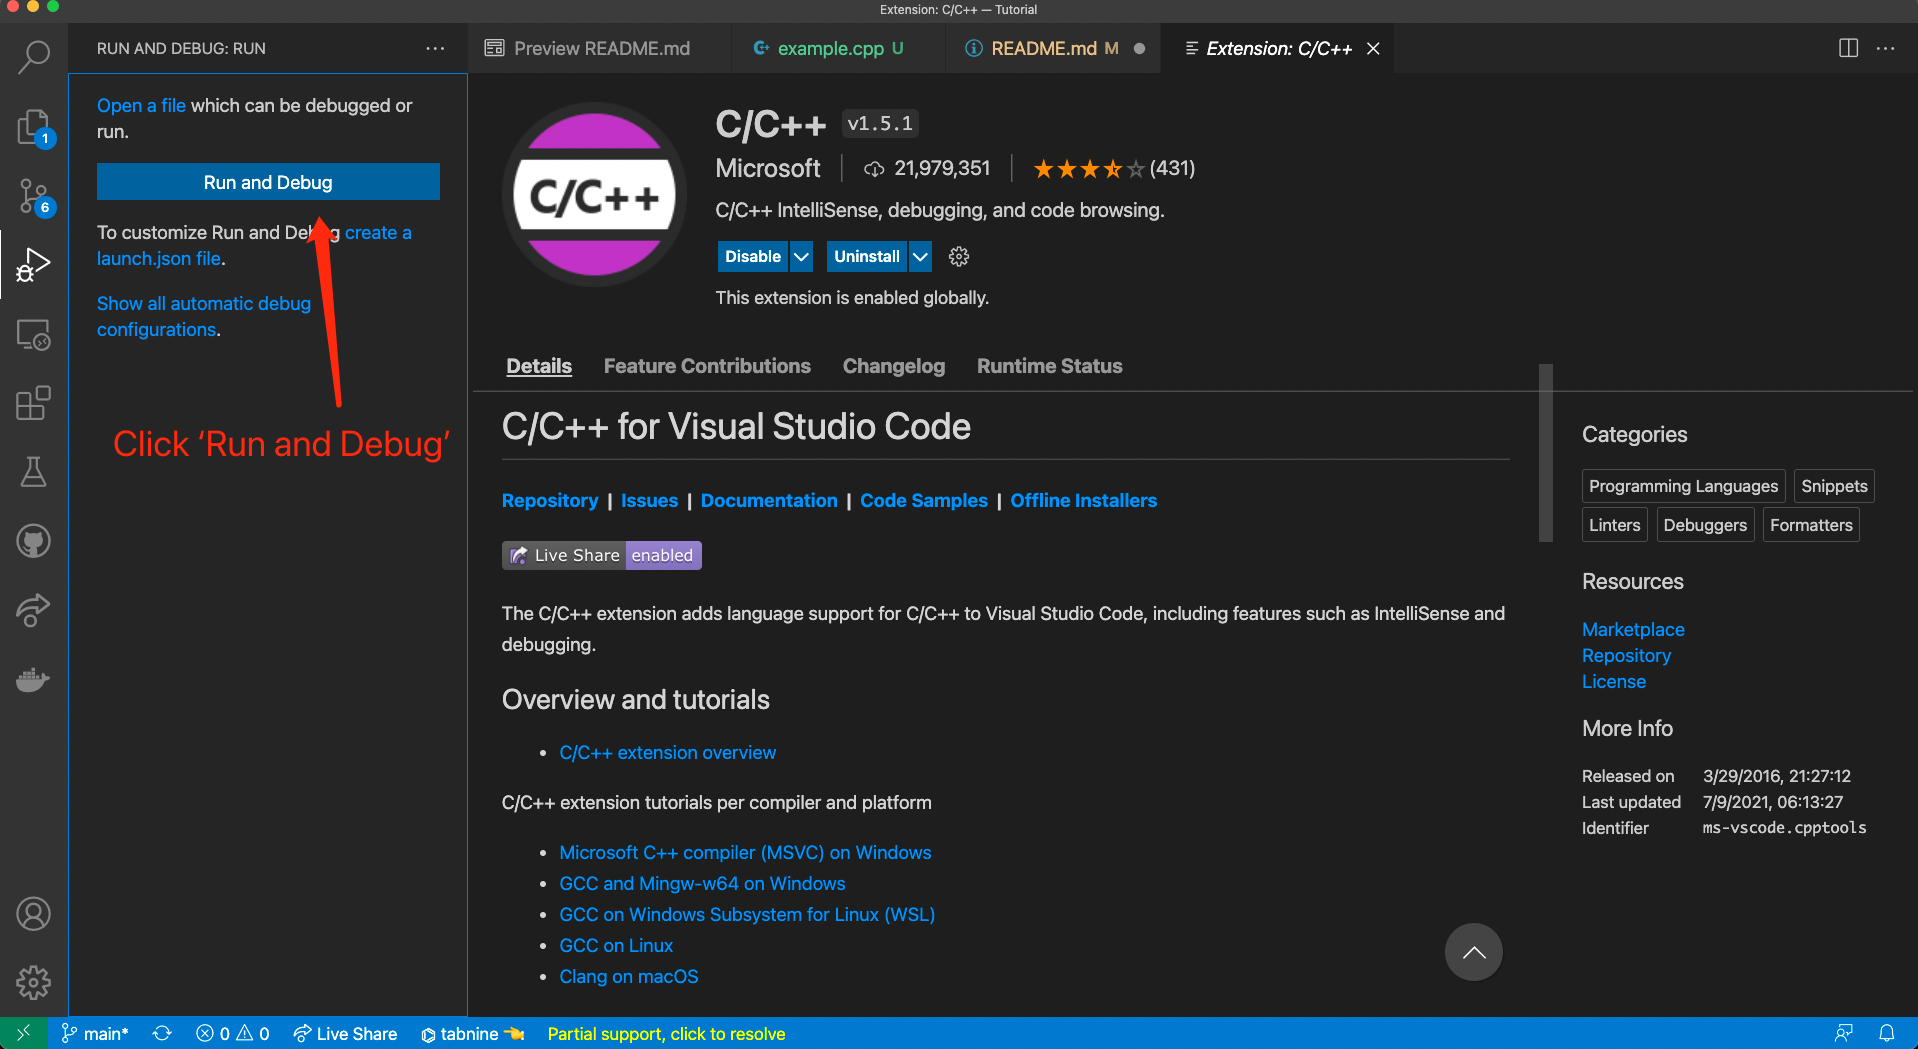 Extension: C/C++ — Tutorial
RUN AND DEBUG: RUN
Preview README.md
example.cpp U
README.md M
Extension: C/C++
Open a file which can be debugged or
run.
Run and Debug
To customize Run and Debug create a
launch.json file.
Show all automatic debug
configurations.
Click ‘Run and Debug’
1
6
C/C++
C/C++ v1.5.1
Microsoft 21,979,351 (431)
C/C++ IntelliSense, debugging, and code browsing.
Disable Uninstall
This extension is enabled globally.
Details Feature Contributions Changelog Runtime Status
C/C++ for Visual Studio Code
Repository | Issues | Documentation | Code Samples | Offline Installers
Live Share enabled
The C/C++ extension adds language support for C/C++ to Visual Studio Code, including features such as IntelliSense and
debugging.
Overview and tutorials
• C/C++ extension overview
C/C++ extension tutorials per compiler and platform
• Microsoft C++ compiler (MSVC) on Windows
• GCC and Mingw-w64 on Windows
• GCC on Windows Subsystem for Linux (WSL)
• GCC on Linux
• Clang on macOS
Categories
Programming Languages Snippets
Linters Debuggers Formatters
Resources
Marketplace
Repository
License
More Info
Released on 3/29/2016, 21:27:12
Last updated 7/9/2021, 06:13:27
Identifier ms-vscode.cpptools
main* 0 0 Live Share tabnine Partial support, click to resolve